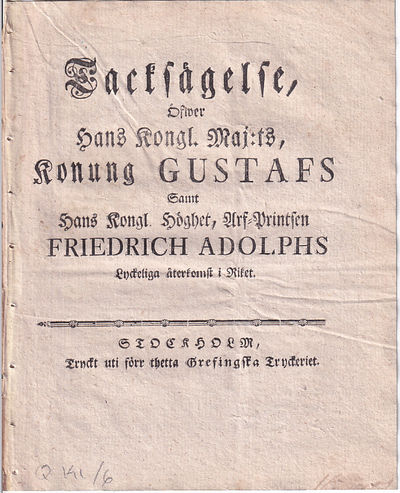 Tacksägelse,
Öfwer
Hans Kongl. Maj:ts,
Konung GUSTAFS
Samt
Hans Kongl. Höghet, Arf-Printsen
FRIEDRICH ADOLPHS
Lyckeliga återkomst i Riket.
STOCKHOLM,
Tryckt uti förr thetta Grefingska Tryckeriet.